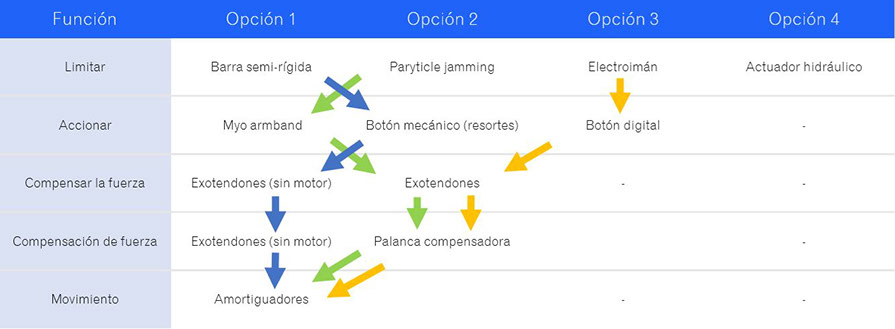 Función Opción 1 Opción 2 Opción 3 Opción 4
Limitar Barra semi-rígida Paryticle jamming Electroimán Actuador hidráulico
Accionar Myo armband Botón mecánico (resortes) Botón digital -
Compensar la fuerza Exotendones (sin motor) Exotendones - -
Compensación de fuerza Exotendones (sin motor) Palanca compensadora
Movimiento Amortiguadores - -